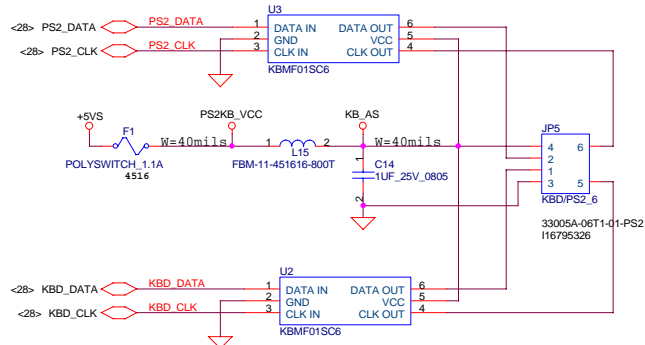 U3
<28> PS2_DATA PS2_DATA 1 DATA IN DATA OUT 6
2 GND VCC 5
<28> PS2_CLK PS2_CLK 3 CLK IN CLK OUT 4
KBMF01SC6
+5VS PS2KB_VCC KB_AS
F1 W=40mils 1 2 W=40mils
L15
POLYSWITCH_1.1A FBM-11-451616-800T
4516
1 C14
1UF_25V_0805
2
JP5
4 6
2
1
3 5
KBD/PS2_6
33005A-06T1-01-PS2
I16795326
U2
<28> KBD_DATA KBD_DATA 1 DATA IN DATA OUT 6
2 GND VCC 5
<28> KBD_CLK KBD_CLK 3 CLK IN CLK OUT 4
KBMF01SC6